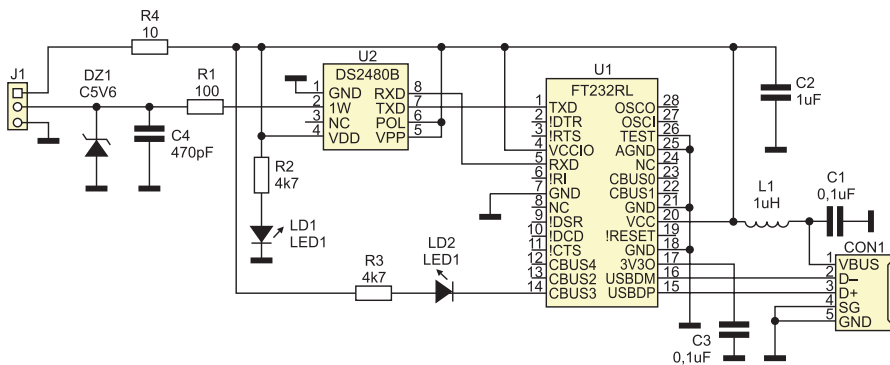 R4
10
J1
DZ1
C5V6
R1
100
C4
470pF
U2
DS2480B
1 GND RXD 8
2 1W TXD 7
3 NC POL 6
4 VDD VPP 5
R2
4k7
LD1
LED1
R3
4k7
LD2
LED1
U1
FT232RL
1 TXD OSCO 28
2 !DTR OSCI 27
3 !RTS TEST 26
4 VCCIO AGND 25
5 RXD NC 24
6 !RI CBUS0 23
7 GND CBUS1 22
8 NC GND 21
9 !DSR VCC 20
10 !DCD !RESET 19
11 !CTS GND 18
12 CBUS4 3V3O 17
13 CBUS2 USBDM 16
14 CBUS3 USBDP 15
C2
1uF
L1
1uH
C1
0,1uF
C3
0,1uF
CON1
1 VBUS
2 D–
3 D+
4 SG
5 GND